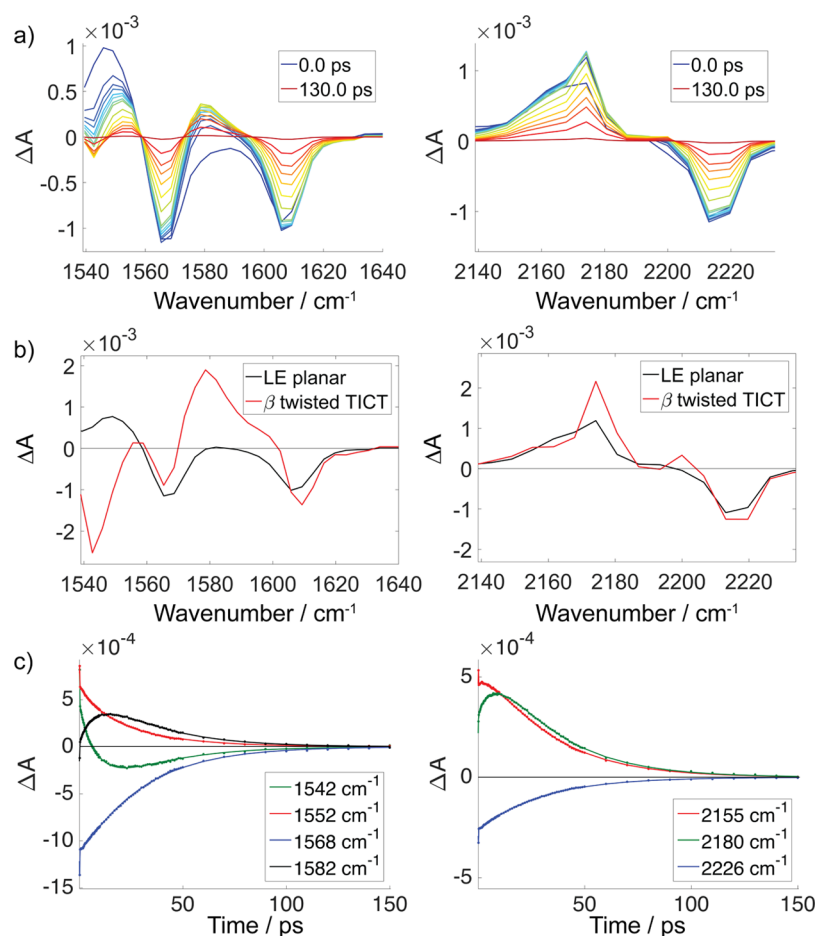 a)
×10⁻³
×10⁻³
1
0.5
0
-0.5
-1
ΔA
0.0 ps
130.0 ps
1540 1560 1580 1600 1620 1640
Wavenumber / cm⁻¹
1
0
-1
ΔA
0.0 ps
130.0 ps
2140 2160 2180 2200 2220
Wavenumber / cm⁻¹
b)
×10⁻³
×10⁻³
2
1
0
-1
-2
ΔA
LE planar
β twisted TICT
1540 1560 1580 1600 1620 1640
Wavenumber / cm⁻¹
2
1
0
-1
-2
ΔA
LE planar
β twisted TICT
2140 2160 2180 2200 2220
Wavenumber / cm⁻¹
c)
×10⁻⁴
×10⁻⁴
5
0
-5
-10
-15
ΔA
1542 cm⁻¹
1552 cm⁻¹
1568 cm⁻¹
1582 cm⁻¹
50 100 150
Time / ps
5
0
-5
ΔA
2155 cm⁻¹
2180 cm⁻¹
2226 cm⁻¹
50 100 150
Time / ps